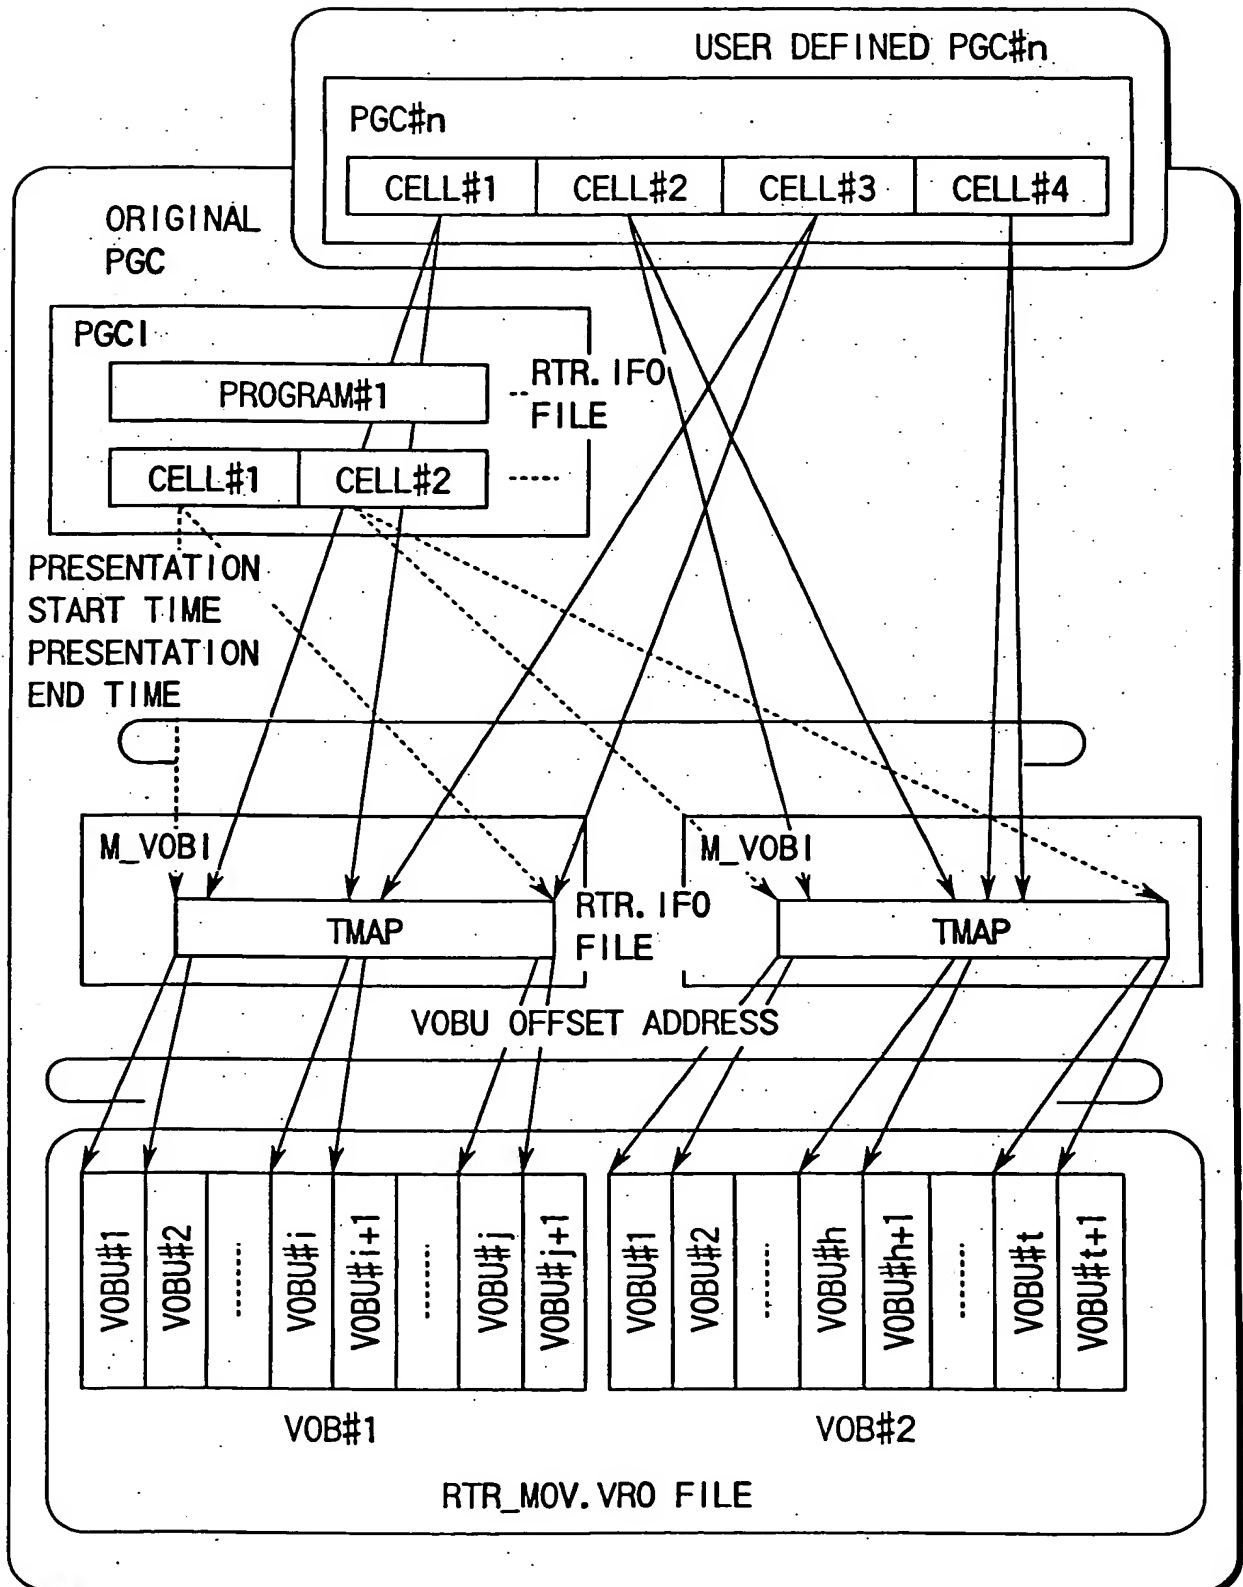 USER DEFINED PGC#n
PGC#n
CELL#1 CELL#2 CELL#3 CELL#4
ORIGINAL
PGC
PGCI
PROGRAM#1
RTR.IFO
FILE
CELL#1 CELL#2
PRESENTATION
START TIME
PRESENTATION
END TIME
M_VOBI
TMAP
RTR.IFO
FILE
M_VOBI
TMAP
VOBU OFFSET ADDRESS
VOBU#1
VOBU#2
VOBU#i
VOBU#i+1
VOBU#j
VOBU#j+1
VOBU#1
VOBU#2
VOBU#h
VOBU#h+1
VOBU#t
VOBU#t+1
VOB#1
VOB#2
RTR_MOV.VRO FILE